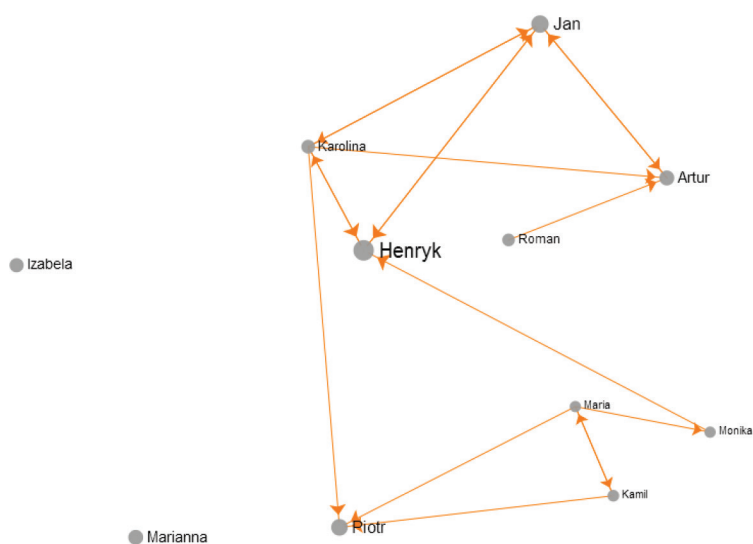 Jan
Karolina
Artur
Roman
Henryk
Izabela
Maria
Monika
Kamil
Piotr
Marianna